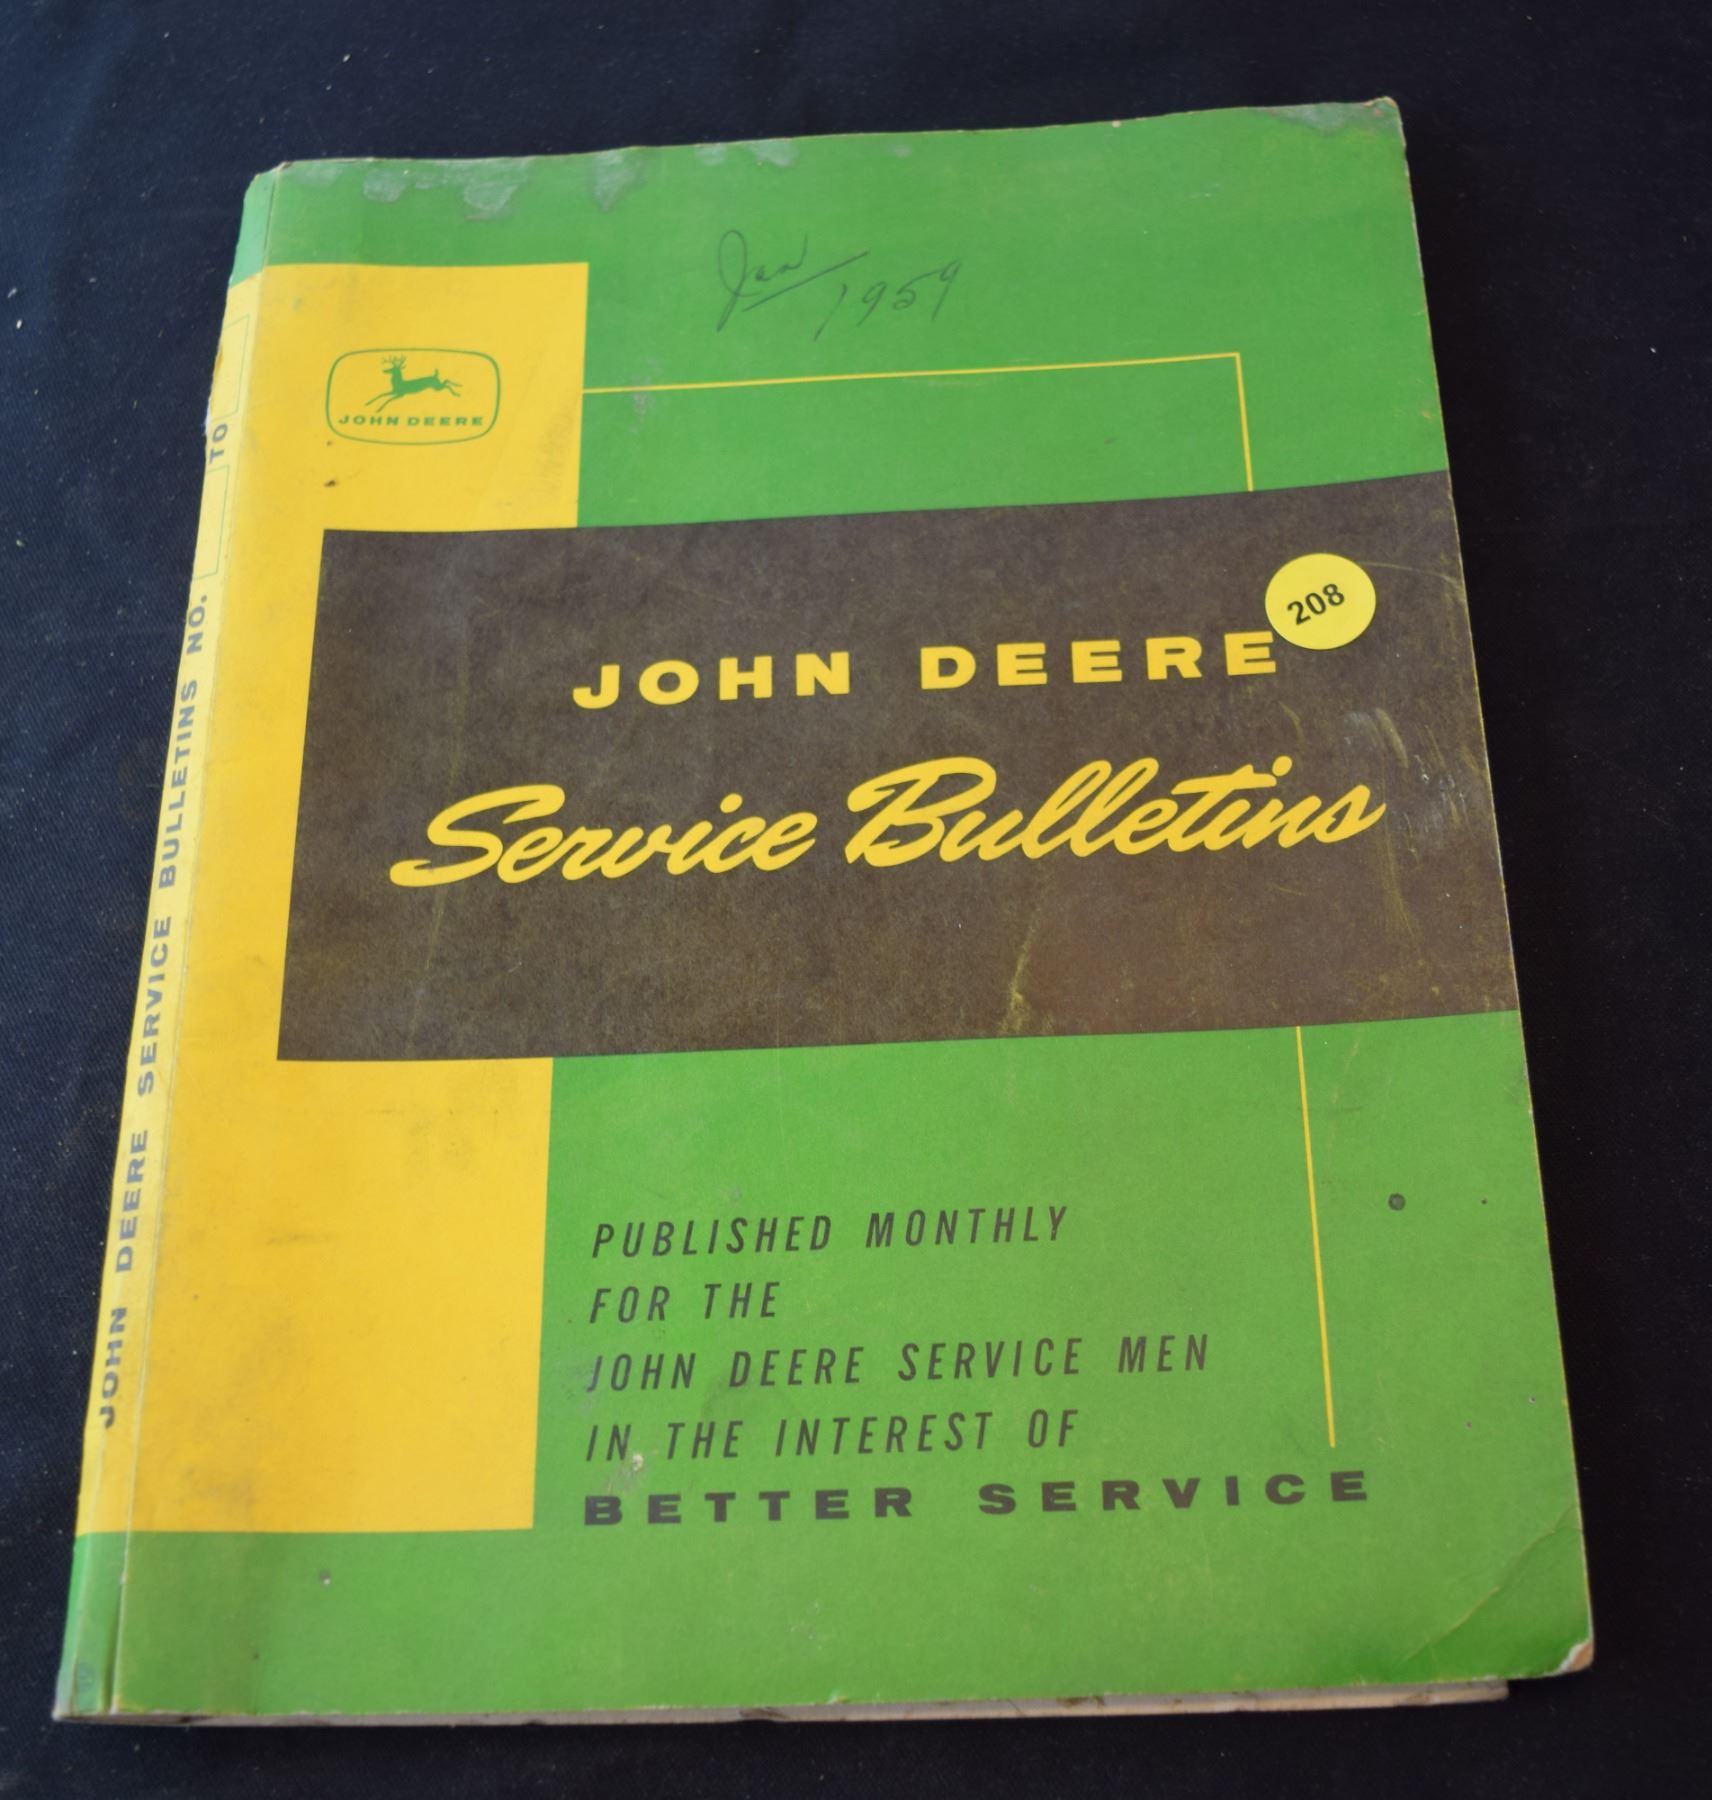 Jan
1959
JOHN DEERE
208
JOHN DEERE
Service Bulletins
PUBLISHED MONTHLY
FOR THE
JOHN DEERE SERVICE MEN
IN THE INTEREST OF
BETTER SERVICE
JOHN DEERE SERVICE BULLETINS NO. TO